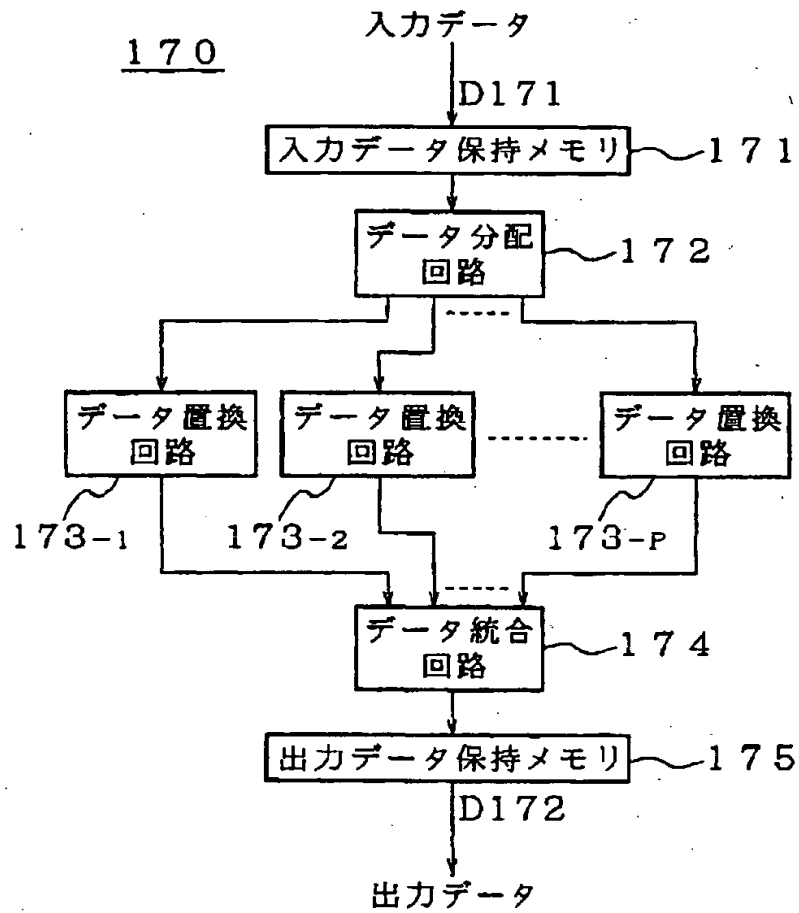 入力データ
170
D171
入力データ保持メモリ
171
データ分配
回路
172
データ置換
回路
データ置換
回路
データ置換
回路
173-1
173-2
173-P
データ統合
回路
174
出力データ保持メモリ
175
D172
出力データ